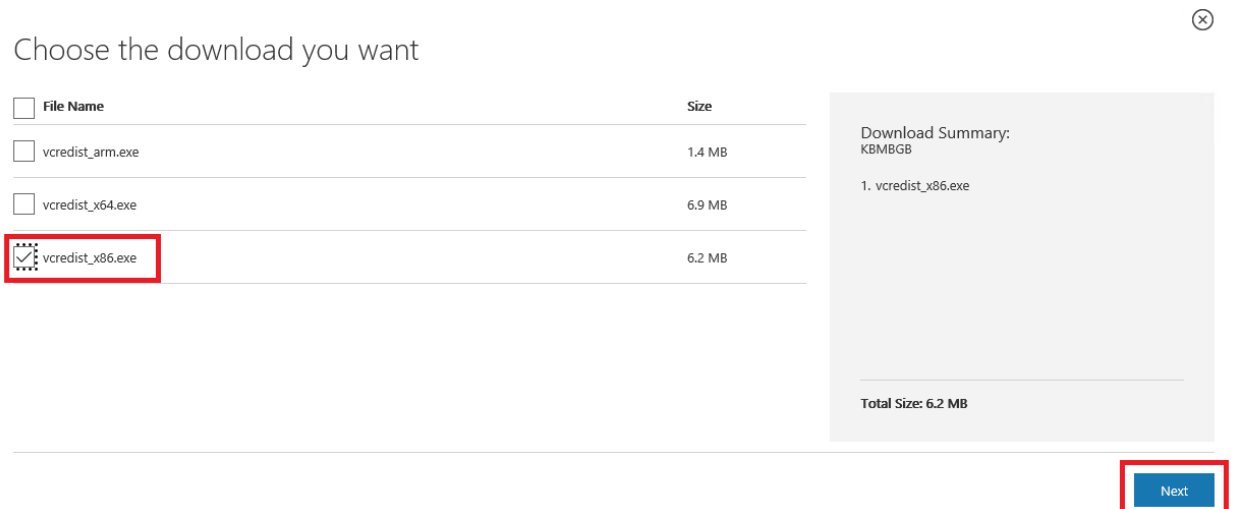 Choose the download you want
File Name Size
vcredist_arm.exe 1.4 MB
vcredist_x64.exe 6.9 MB
vcredist_x86.exe 6.2 MB
Download Summary:
KBMBGB
1. vcredist_x86.exe
Total Size: 6.2 MB
Next